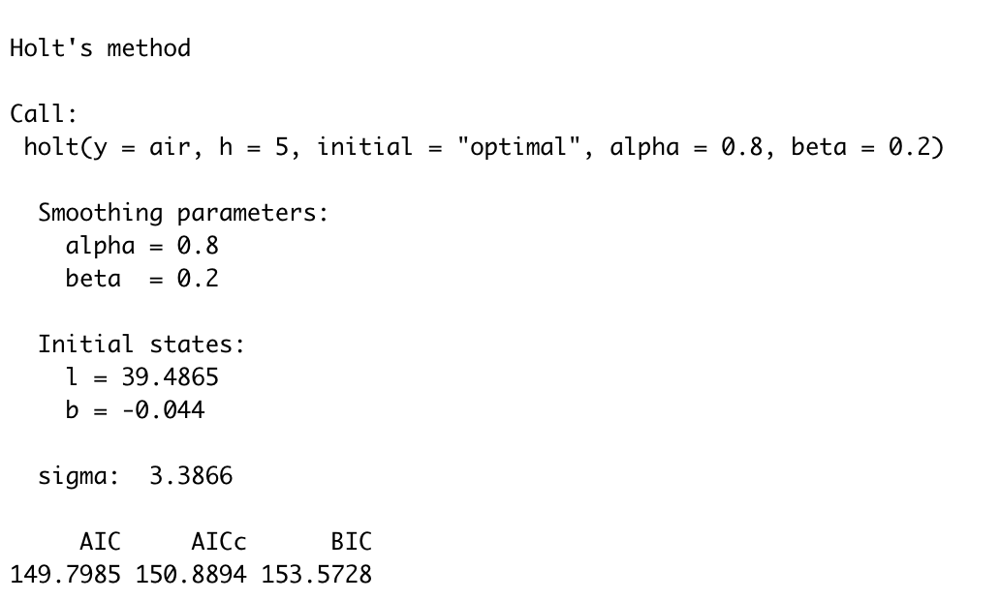 Holt's method
Call:
holt(y = air, h = 5, initial = "optimal", alpha = 0.8, beta = 0.2)
Smoothing parameters:
alpha = 0.8
beta  = 0.2
Initial states:
l = 39.4865
b = -0.044
sigma:  3.3866
AIC     AICc      BIC
149.7985 150.8894 153.5728